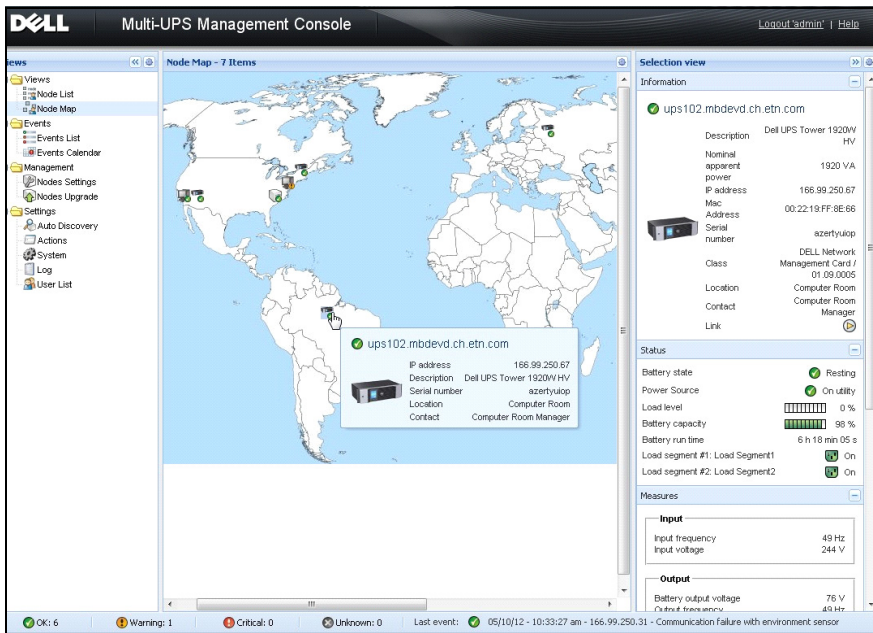 DELL
Multi-UPS Management Console
Logout 'admin' | Help
iews
Views
Node List
Node Map
Events
Events List
Events Calendar
Management
Nodes Settings
Nodes Upgrade
Settings
Auto Discovery
Actions
System
Log
User List
Node Map - 7 Items
ups102.mbdevd.ch.etn.com
IP address 166.99.250.67
Description Dell UPS Tower 1920W HV
Serial number azertyuiop
Location Computer Room
Contact Computer Room Manager
Selection view
Information
ups102.mbdevd.ch.etn.com
Description Dell UPS Tower 1920W
HV
Nominal
apparent 1920 VA
power
IP address 166.99.250.67
Mac
Address 00:22:19:FF:8E:66
Serial
number azertyuiop
DELL Network
Class Management Card /
01.09.0005
Location Computer Room
Contact Computer Room
Manager
Link
Status
Battery state Resting
Power Source On utility
Load level 0 %
Battery capacity 98 %
Battery run time 6 h 18 min 05 s
Load segment #1: Load Segment1 On
Load segment #2: Load Segment2 On
Measures
Input
Input frequency 49 Hz
Input voltage 244 V
Output
Battery output voltage 76 V
Output frequency 49 Hz
OK: 6 Warning: 1 Critical: 0 Unknown: 0 Last event: 05/10/12 - 10:33:27 am - 166.99.250.31 - Communication failure with environment sensor